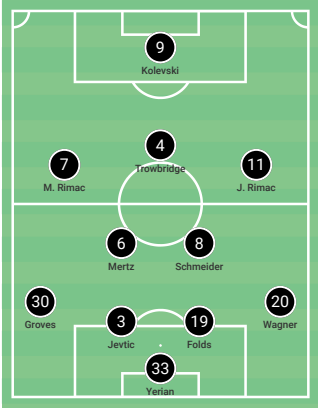 9
Kolevski
4
Trowbridge
7
M. Rimac
11
J. Rimac
6
Mertz
8
Schmeider
30
Groves
20
Wagner
3
Jevtic
19
Folds
33
Yerian